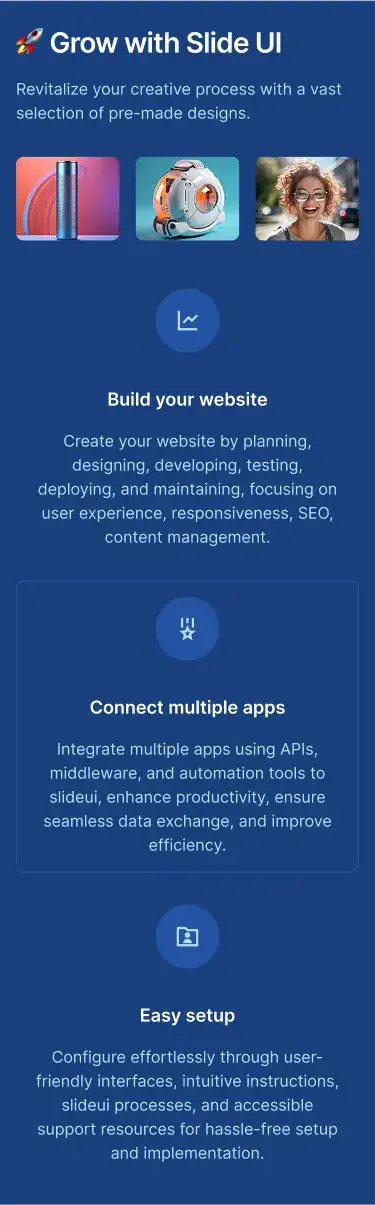 🚀 Grow with Slide UI
Revitalize your creative process with a vast
selection of pre-made designs.
Build your website
Create your website by planning,
designing, developing, testing,
deploying, and maintaining, focusing on
user experience, responsiveness, SEO,
content management.
Connect multiple apps
Integrate multiple apps using APIs,
middleware, and automation tools to
slideui, enhance productivity, ensure
seamless data exchange, and improve
efficiency.
Easy setup
Configure effortlessly through user-
friendly interfaces, intuitive instructions,
slideui processes, and accessible
support resources for hassle-free setup
and implementation.